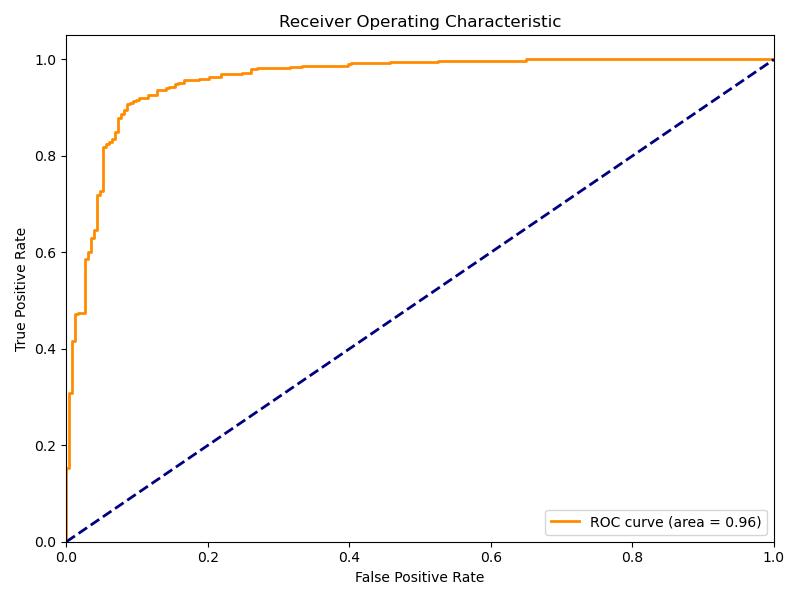 Receiver Operating Characteristic
True Positive Rate
1.0
0.8
0.6
0.4
0.2
0.0
ROC curve (area = 0.96)
0.0 0.2 0.4 0.6 0.8 1.0
False Positive Rate